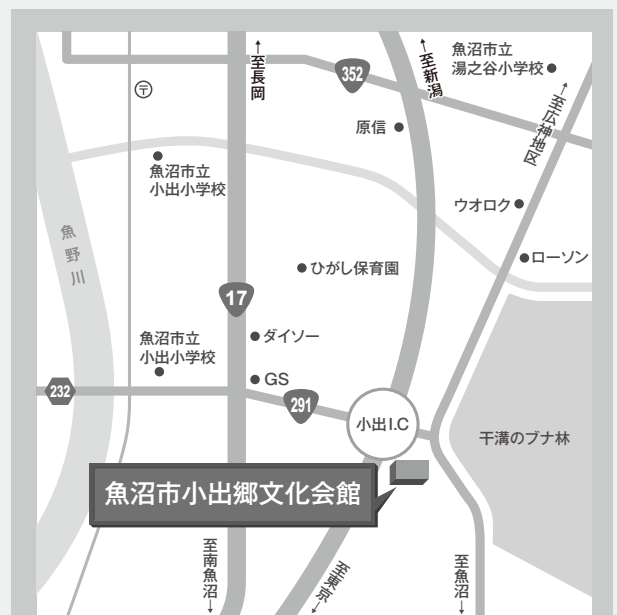 ↑至長岡
352
↑至新潟
魚沼市立
湯之谷小学校
〒
原信
↑至広神地区
魚沼市立
小出小学校
ウオロク
魚野川
ローソン
ひがし保育園
17
ダイソー
魚沼市立
小出小学校
GS
232
291
小出I.C
干溝のブナ林
魚沼市小出郷文化会館
至南魚沼↓
至東京↓
至魚沼↓